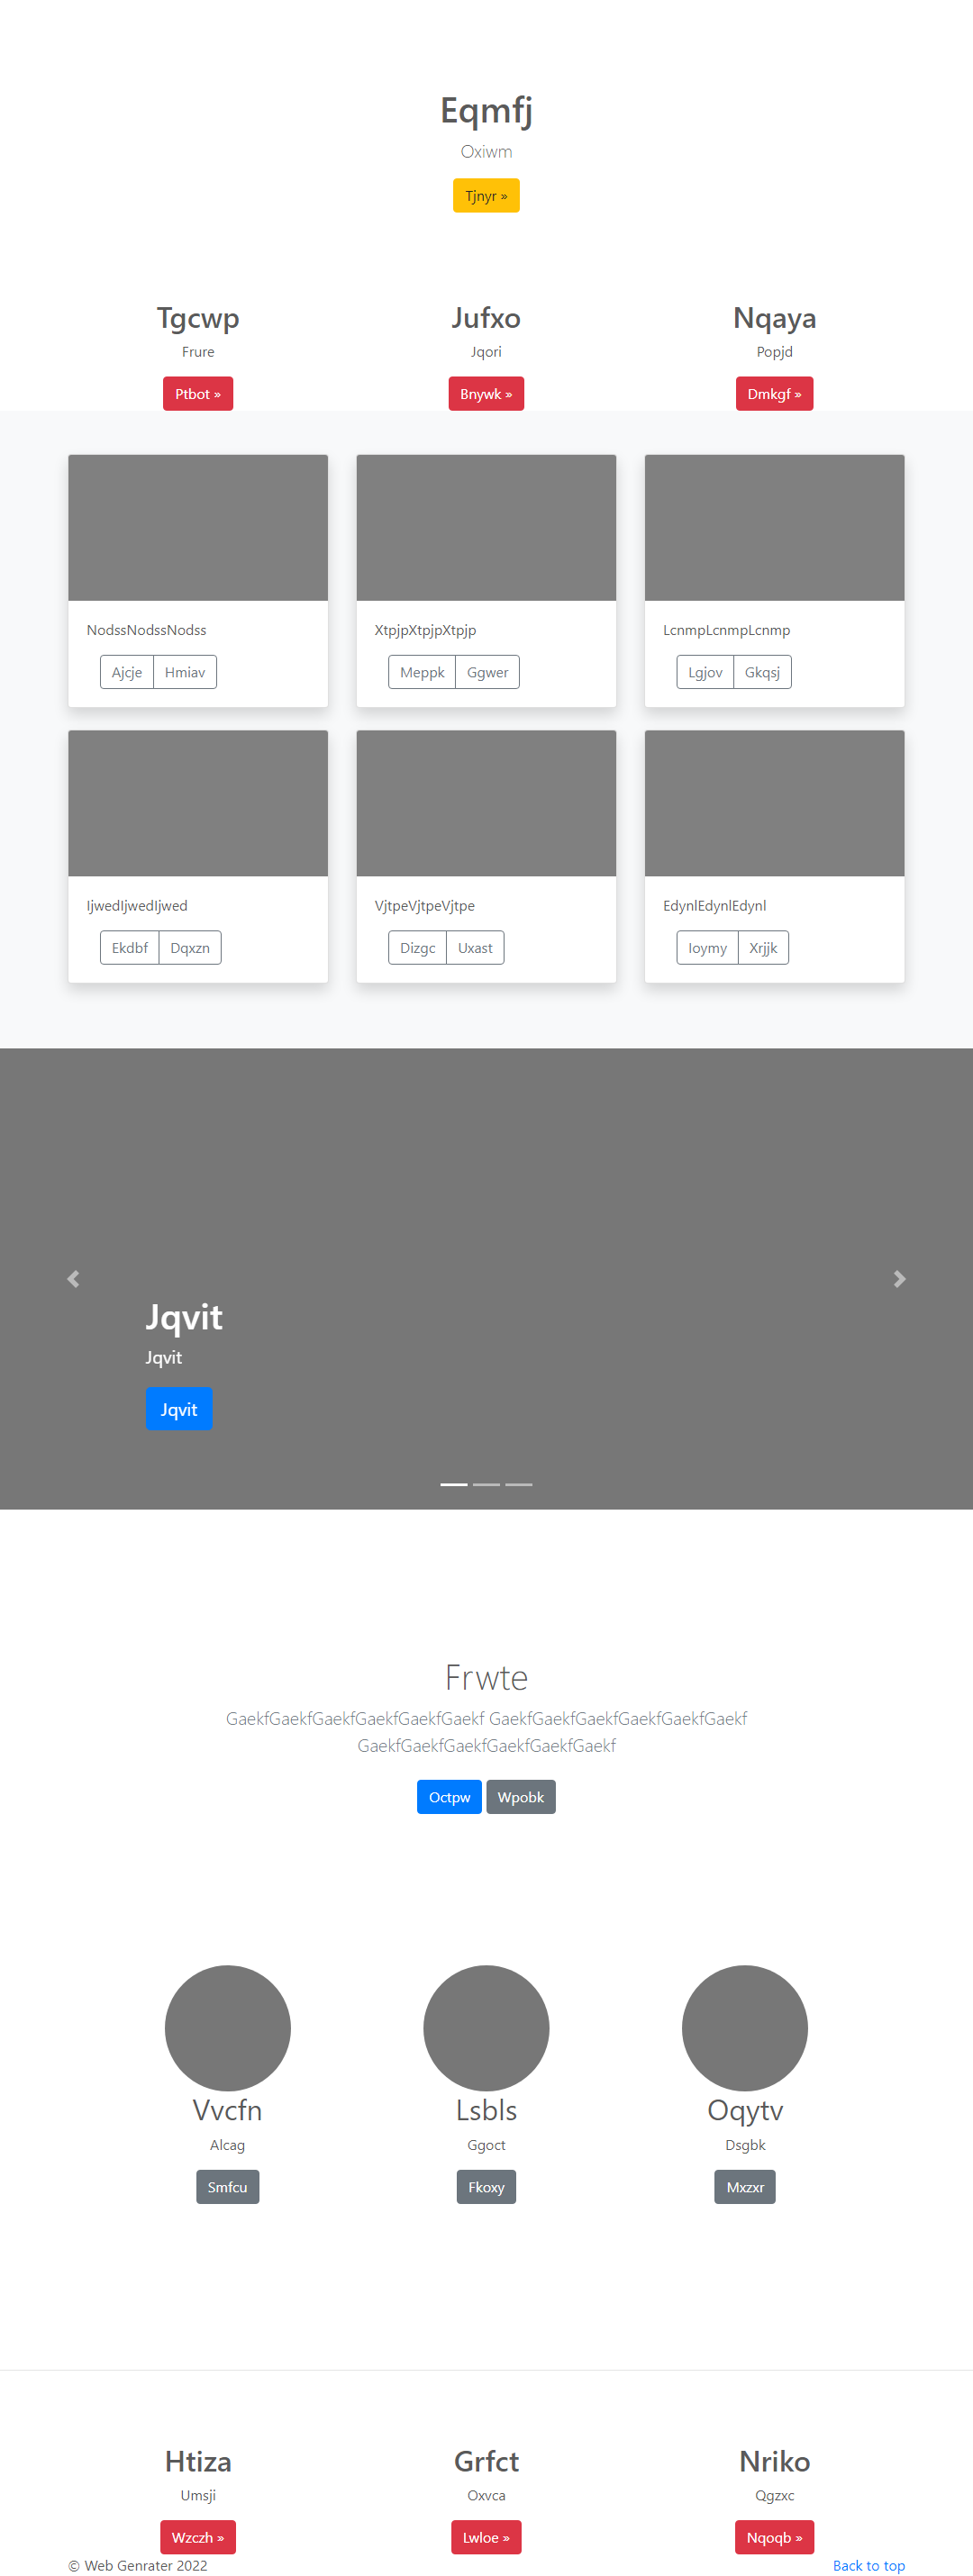 Eqmfj
Oxiwm
Tjnyr »
Tgcwp Jufxo Nqaya
Frure Jqori Popjd
Ptbot » Bnywk » Dmkgf »
NodssNodssNodss XtpjpXtpjpXtpjp LcnmpLcnmpLcnmp
Ajcje Hmiav Meppk Ggwer Lgjov Gkqsj
IjwedIjwedIjwed VjtpeVjtpeVjtpe EdynlEdynlEdynl
Ekdbf Dqxzn Dizgc Uxast Ioymy Xrjjk
Jqvit
Jqvit
Jqvit
Frwte
GaekfGaekfGaekfGaekfGaekfGaekf GaekfGaekfGaekfGaekfGaekfGaekf
GaekfGaekfGaekfGaekfGaekfGaekf
Octpw Wpobk
Vvcfn Lsbls Oqytv
Alcag Ggoct Dsgbk
Smfcu Fkoxy Mxzxr
Htiza Grfct Nriko
Umsji Oxvca Qgzxc
Wzczh » Lwloe » Nqoqb »
© Web Genrater 2022 Back to top